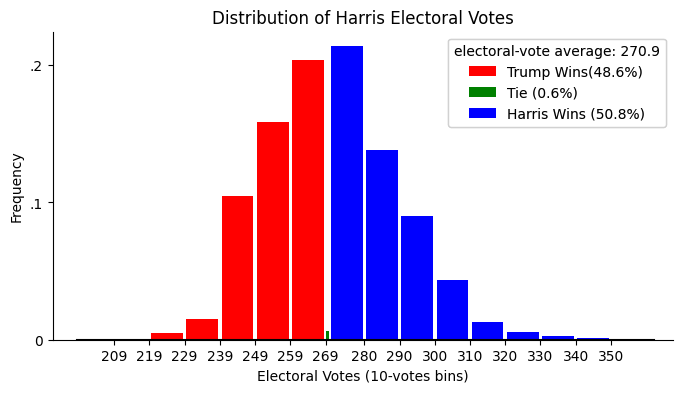 Distribution of Harris Electoral Votes
electoral-vote average: 270.9
Trump Wins(48.6%)
Tie (0.6%)
Harris Wins (50.8%)
Frequency
.2
.1
0
209 219 229 239 249 259 269 280 290 300 310 320 330 340 350
Electoral Votes (10-votes bins)